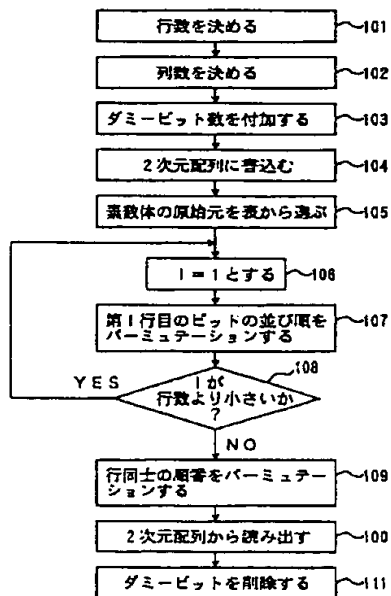 行数を決める
101
列数を決める
102
ダミービット数を付加する
103
2次元配列に書込む
104
素数体の原始元を表から選ぶ
105
I=1とする
106
第I行目のビットの並び順を
パーミュテーションする
107
YES
Iが
行数より小さいか
?
108
NO
行同士の順番をパーミュテー
ションする
109
2次元配列から読み出す
100
ダミービットを削除する
111